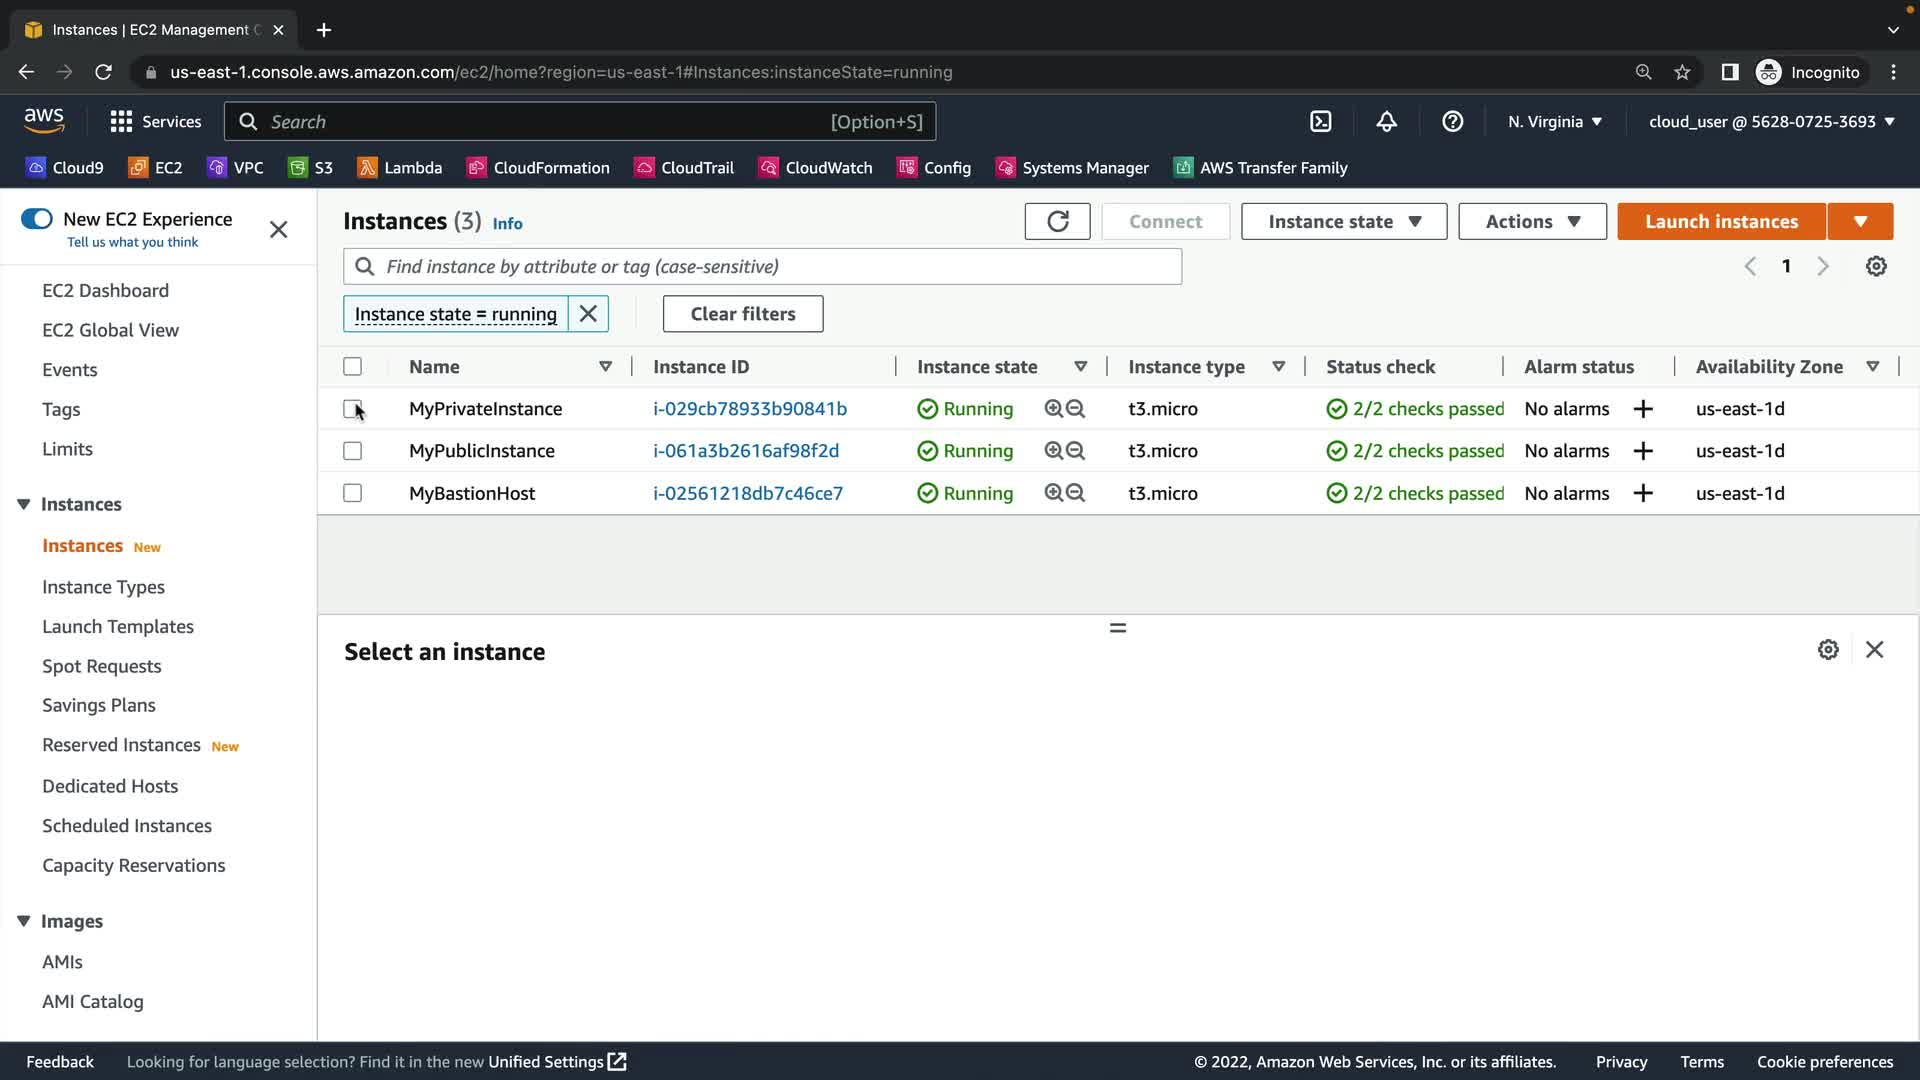 Instances | EC2 Management C
us-east-1.console.aws.amazon.com/ec2/home?region=us-east-1#Instances:instanceState=running
Incognito
aws
Services
Search
[Option+S]
N. Virginia
cloud_user @ 5628-0725-3693
Cloud9
EC2
VPC
S3
Lambda
CloudFormation
CloudTrail
CloudWatch
Config
Systems Manager
AWS Transfer Family
New EC2 Experience
Tell us what you think
EC2 Dashboard
EC2 Global View
Events
Tags
Limits
Instances
Instances New
Instance Types
Launch Templates
Spot Requests
Savings Plans
Reserved Instances New
Dedicated Hosts
Scheduled Instances
Capacity Reservations
Images
AMIs
AMI Catalog
Instances (3) Info
Connect
Instance state
Actions
Launch instances
Find instance by attribute or tag (case-sensitive)
1
Instance state = running
Clear filters
Name Instance ID Instance state Instance type Status check Alarm status Availability Zone
MyPrivateInstance i-029cb78933b90841b Running t3.micro 2/2 checks passed No alarms us-east-1d
MyPublicInstance i-061a3b2616af98f2d Running t3.micro 2/2 checks passed No alarms us-east-1d
MyBastionHost i-02561218db7c46ce7 Running t3.micro 2/2 checks passed No alarms us-east-1d
Select an instance
Feedback
Looking for language selection? Find it in the new Unified Settings
© 2022, Amazon Web Services, Inc. or its affiliates.
Privacy
Terms
Cookie preferences